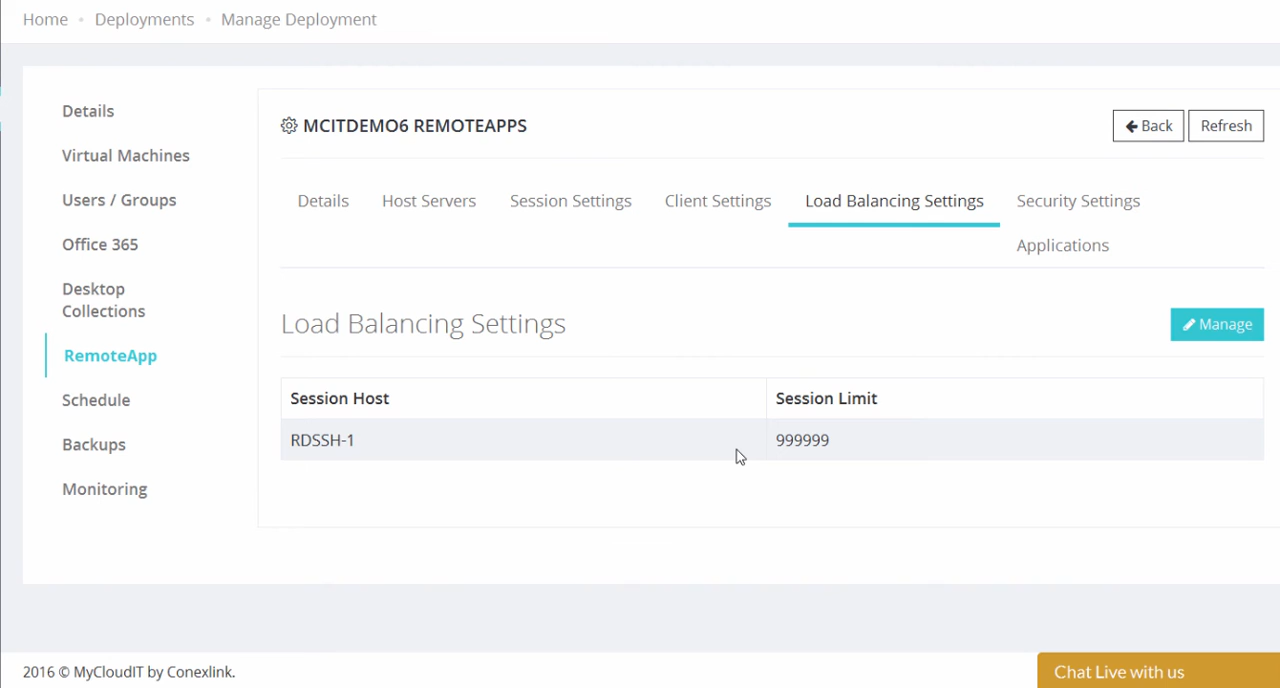 Home • Deployments • Manage Deployment
Details
Virtual Machines
Users / Groups
Office 365
Desktop
Collections
RemoteApp
Schedule
Backups
Monitoring
MCITDEMO6 REMOTEAPPS
Back
Refresh
Details
Host Servers
Session Settings
Client Settings
Load Balancing Settings
Security Settings
Applications
Load Balancing Settings
Manage
Session Host
Session Limit
RDSSH-1
999999
2016 © MyCloudIT by Conexlink.
Chat Live with us